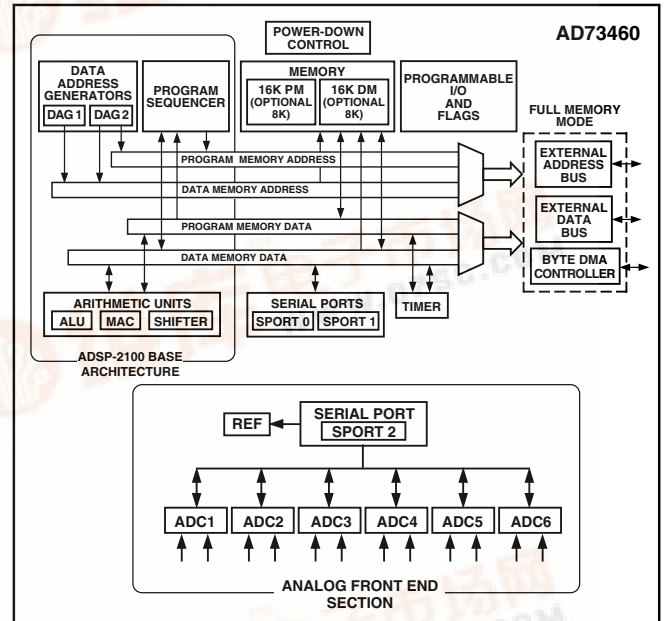 AD73460
POWER-DOWN
CONTROL
DATA
ADDRESS
GENERATORS
DAG 1 DAG 2
PROGRAM
SEQUENCER
MEMORY
16K PM
(OPTIONAL
8K)
16K DM
(OPTIONAL
8K)
PROGRAMMABLE
I/O
AND
FLAGS
FULL MEMORY
MODE
EXTERNAL
ADDRESS
BUS
EXTERNAL
DATA
BUS
BYTE DMA
CONTROLLER
PROGRAM MEMORY ADDRESS
DATA MEMORY ADDRESS
PROGRAM MEMORY DATA
DATA MEMORY DATA
ARITHMETIC UNITS
ALU MAC SHIFTER
SERIAL PORTS
SPORT 0 SPORT 1
TIMER
ADSP-2100 BASE
ARCHITECTURE
REF
SERIAL PORT
SPORT 2
ADC1 ADC2 ADC3 ADC4 ADC5 ADC6
ANALOG FRONT END
SECTION